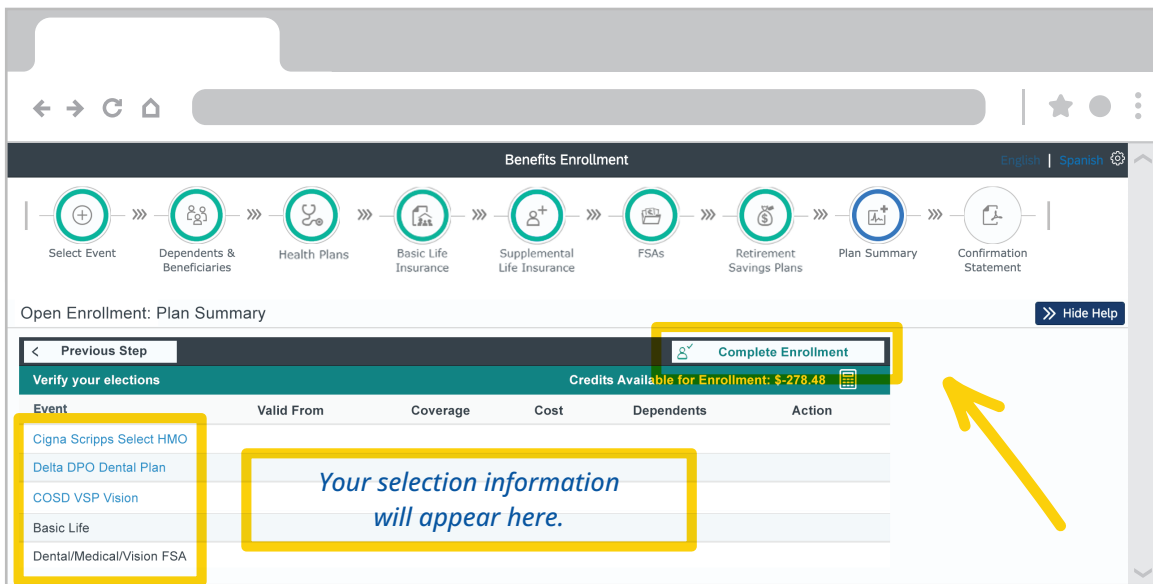 Benefits Enrollment
English | Spanish
Select Event
Dependents &
Beneficiaries
Health Plans
Basic Life
Insurance
Supplemental
Life Insurance
FSAs
Retirement
Savings Plans
Plan Summary
Confirmation
Statement
Open Enrollment: Plan Summary
Hide Help
Previous Step
Complete Enrollment
Verify your elections
Credits Available for Enrollment: $-278.48
Event Valid From Coverage Cost Dependents Action
Cigna Scripps Select HMO
Delta DPO Dental Plan
COSD VSP Vision
Basic Life
Dental/Medical/Vision FSA
Your selection information
will appear here.